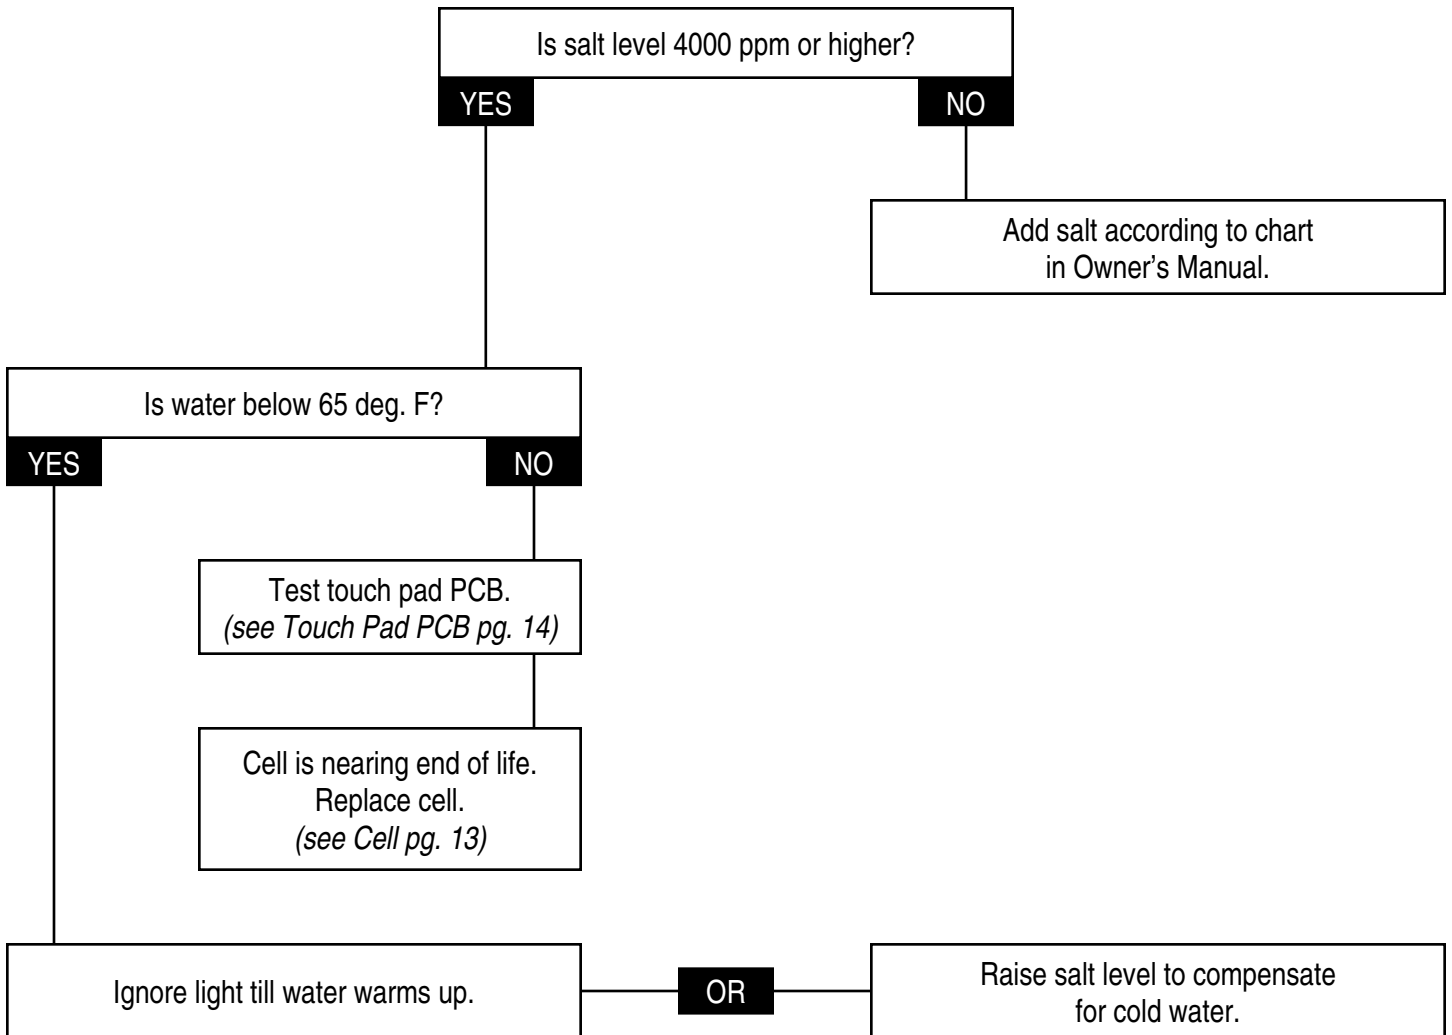 Is salt level 4000 ppm or higher?
YES
NO
Add salt according to chart
in Owner's Manual.
Is water below 65 deg. F?
YES
NO
Test touch pad PCB.
(see Touch Pad PCB pg. 14)
Cell is nearing end of life.
Replace cell.
(see Cell pg. 13)
Ignore light till water warms up.
OR
Raise salt level to compensate
for cold water.